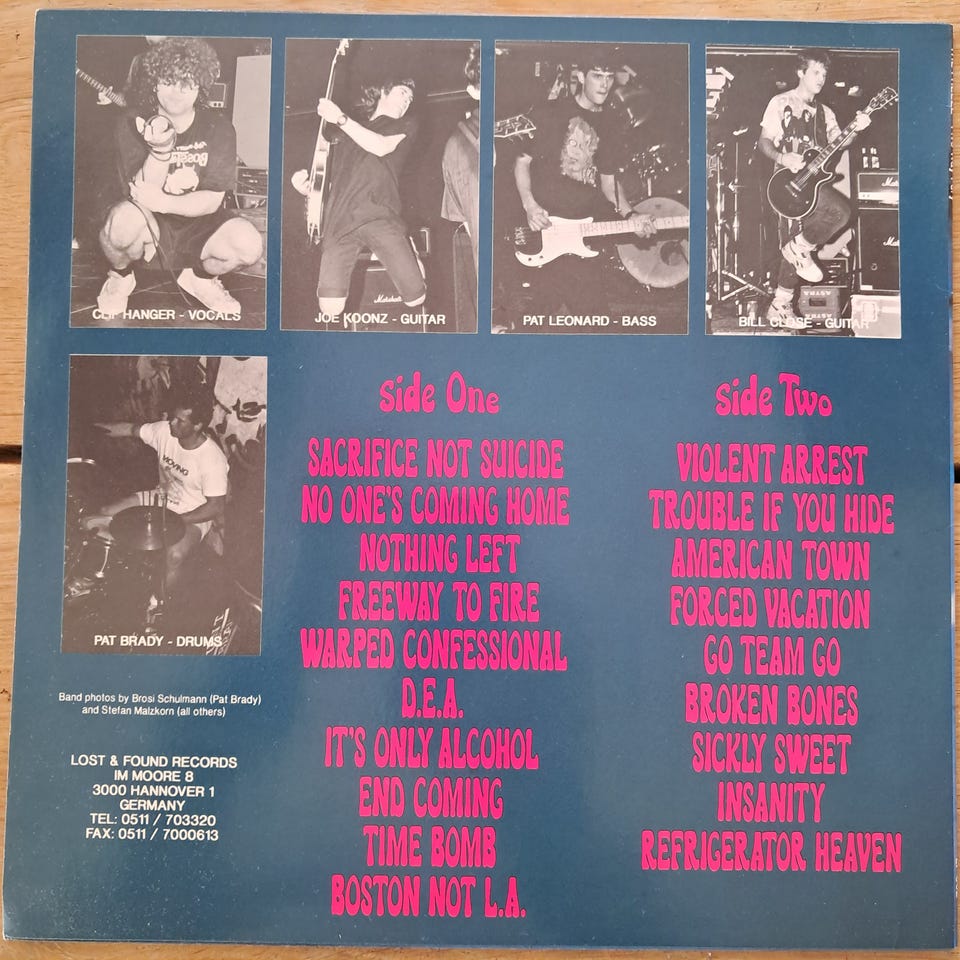 CLIF HANGER - VOCALS
JOE KOONZ - GUITAR
PAT LEONARD - BASS
BILL CLOSE - GUITAR
Marshall
ASTRA
ASTRA
MOVING
PAT BRADY - DRUMS
Band photos by Brosi Schulmann (Pat Brady)
and Stefan Malzkorn (all others)
LOST & FOUND RECORDS
IM MOORE 8
3000 HANNOVER 1
GERMANY
TEL: 0511 / 703320
FAX: 0511 / 7000613
Side One
SACRIFICE NOT SUICIDE
NO ONE'S COMING HOME
NOTHING LEFT
FREEWAY TO FIRE
WARPED CONFESSIONAL
D.E.A.
IT'S ONLY ALCOHOL
END COMING
TIME BOMB
BOSTON NOT L.A.
Side Two
VIOLENT ARREST
TROUBLE IF YOU HIDE
AMERICAN TOWN
FORCED VACATION
GO TEAM GO
BROKEN BONES
SICKLY SWEET
INSANITY
REFRIGERATOR HEAVEN